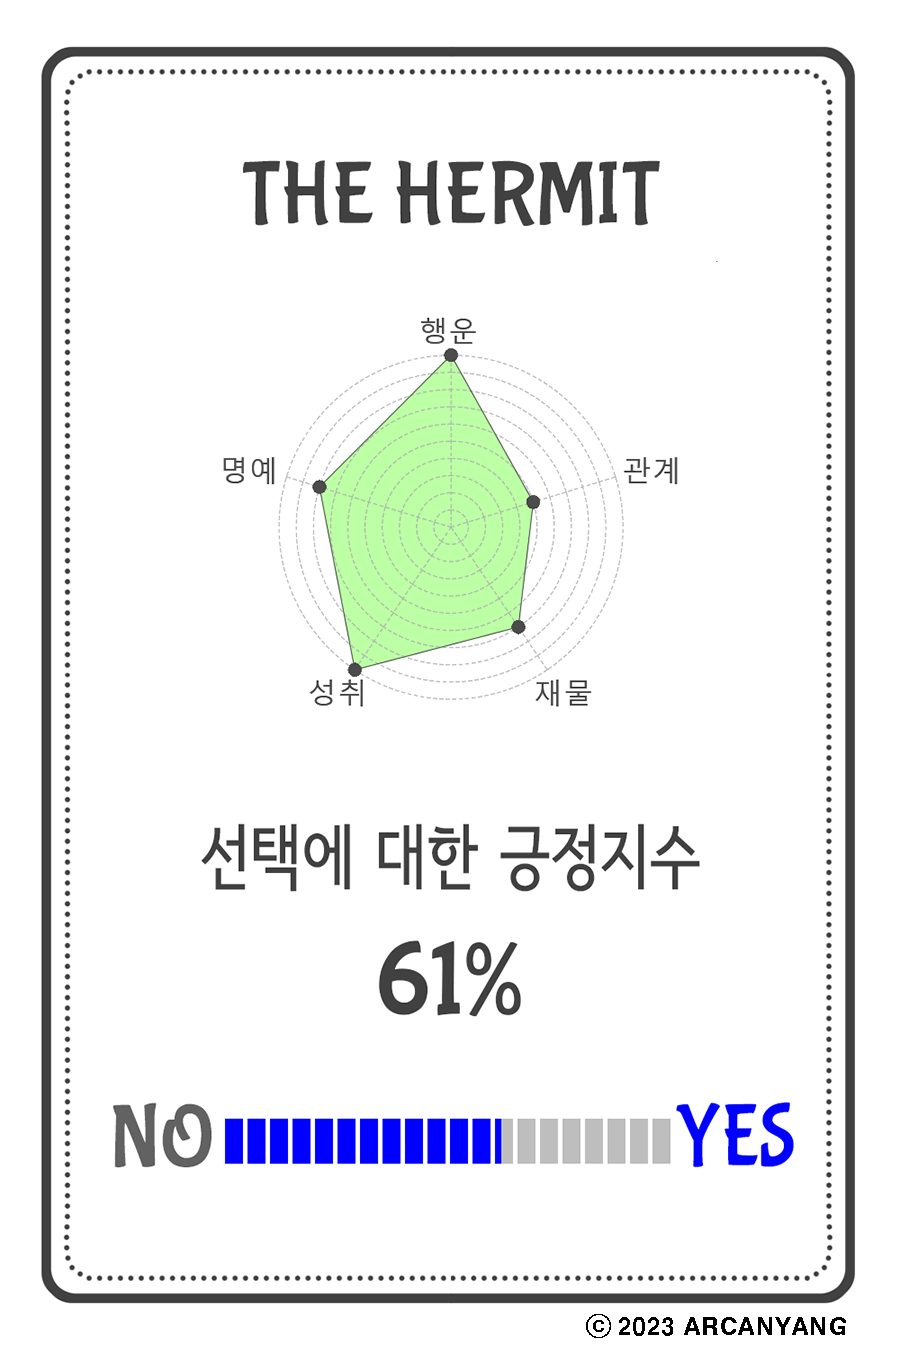 THE HERMIT
행운
명예
관계
성취
재물
선택에 대한 긍정지수
61%
NO YES
ⓒ 2023 ARCANYANG